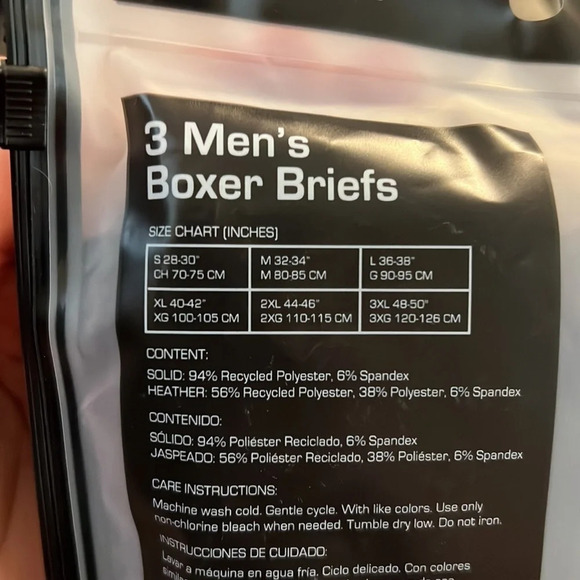 3 Men's
Boxer Briefs
SIZE CHART (INCHES)
S 28-30" M 32-34" L 36-38"
CH 70-75 CM M 80-85 CM G 90-95 CM
XL 40-42" 2XL 44-46" 3XL 48-50"
XG 100-105 CM 2XG 110-115 CM 3XG 120-126 CM
CONTENT:
SOLID: 94% Recycled Polyester, 6% Spandex
HEATHER: 56% Recycled Polyester, 38% Polyester, 6% Spandex
CONTENIDO:
SÓLIDO: 94% Poliéster Reciclado, 6% Spandex
JASPEADO: 56% Poliéster Reciclado, 38% Poliéster, 6% Spandex
CARE INSTRUCTIONS:
Machine wash cold. Gentle cycle. With like colors. Use only
non-chlorine bleach when needed. Tumble dry low. Do not iron.
INSTRUCCIONES DE CUIDADO:
Lavar a máquina en agua fría. Ciclo delicado. Con colores